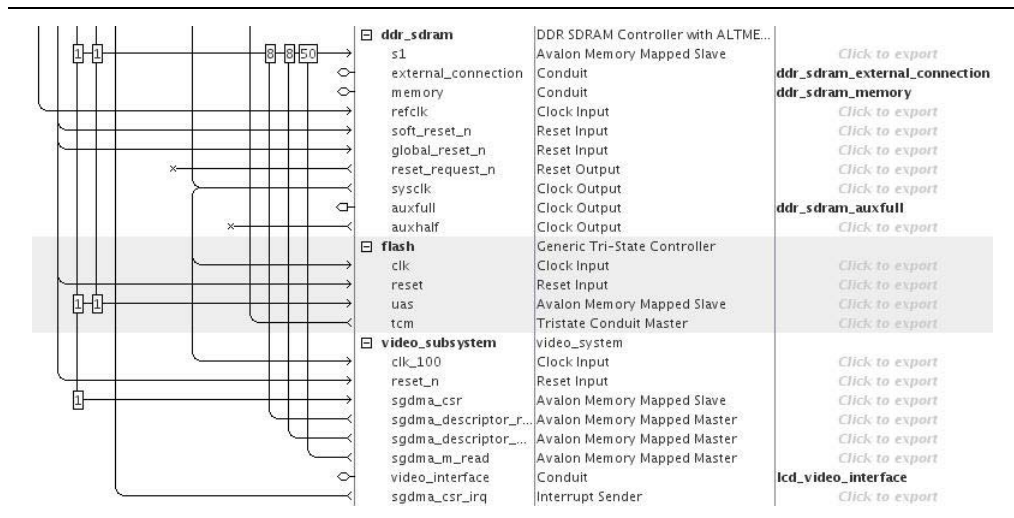 ddr_sdram DDR SDRAM Controller with ALTME...
1 1 8 8 50 s1 Avalon Memory Mapped Slave Click to export
external_connection Conduit ddr_sdram_external_connection
memory Conduit ddr_sdram_memory
refclk Clock Input Click to export
soft_reset_n Reset Input Click to export
global_reset_n Reset Input Click to export
reset_request_n Reset Output Click to export
sysclk Clock Output Click to export
auxfull Clock Output ddr_sdram_auxfull
auxhalf Clock Output Click to export
flash Generic Tri-State Controller
clk Clock Input Click to export
reset Reset Input Click to export
1 1 uas Avalon Memory Mapped Slave Click to export
tcm Tristate Conduit Master Click to export
video_subsystem video_system
clk_100 Clock Input Click to export
reset_n Reset Input Click to export
1 sgdma_csr Avalon Memory Mapped Slave Click to export
sgdma_descriptor_r... Avalon Memory Mapped Master Click to export
sgdma_descriptor_... Avalon Memory Mapped Master Click to export
sgdma_m_read Avalon Memory Mapped Master Click to export
video_interface Conduit lcd_video_interface
sgdma_csr_irq Interrupt Sender Click to export